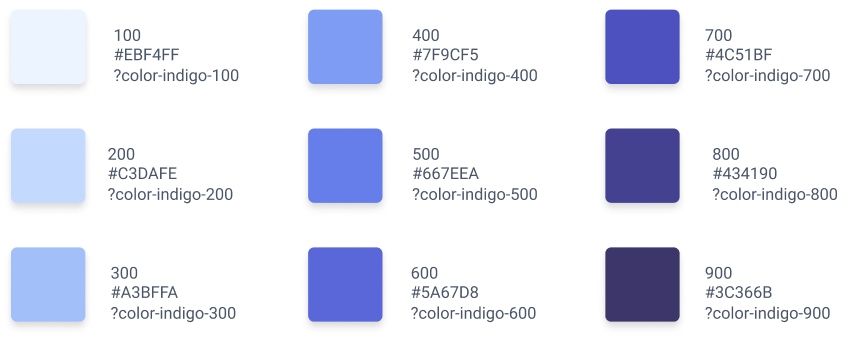 100
#EBF4FF
?color-indigo-100
200
#C3DAFE
?color-indigo-200
300
#A3BFFA
?color-indigo-300
400
#7F9CF5
?color-indigo-400
500
#667EEA
?color-indigo-500
600
#5A67D8
?color-indigo-600
700
#4C51BF
?color-indigo-700
800
#434190
?color-indigo-800
900
#3C366B
?color-indigo-900